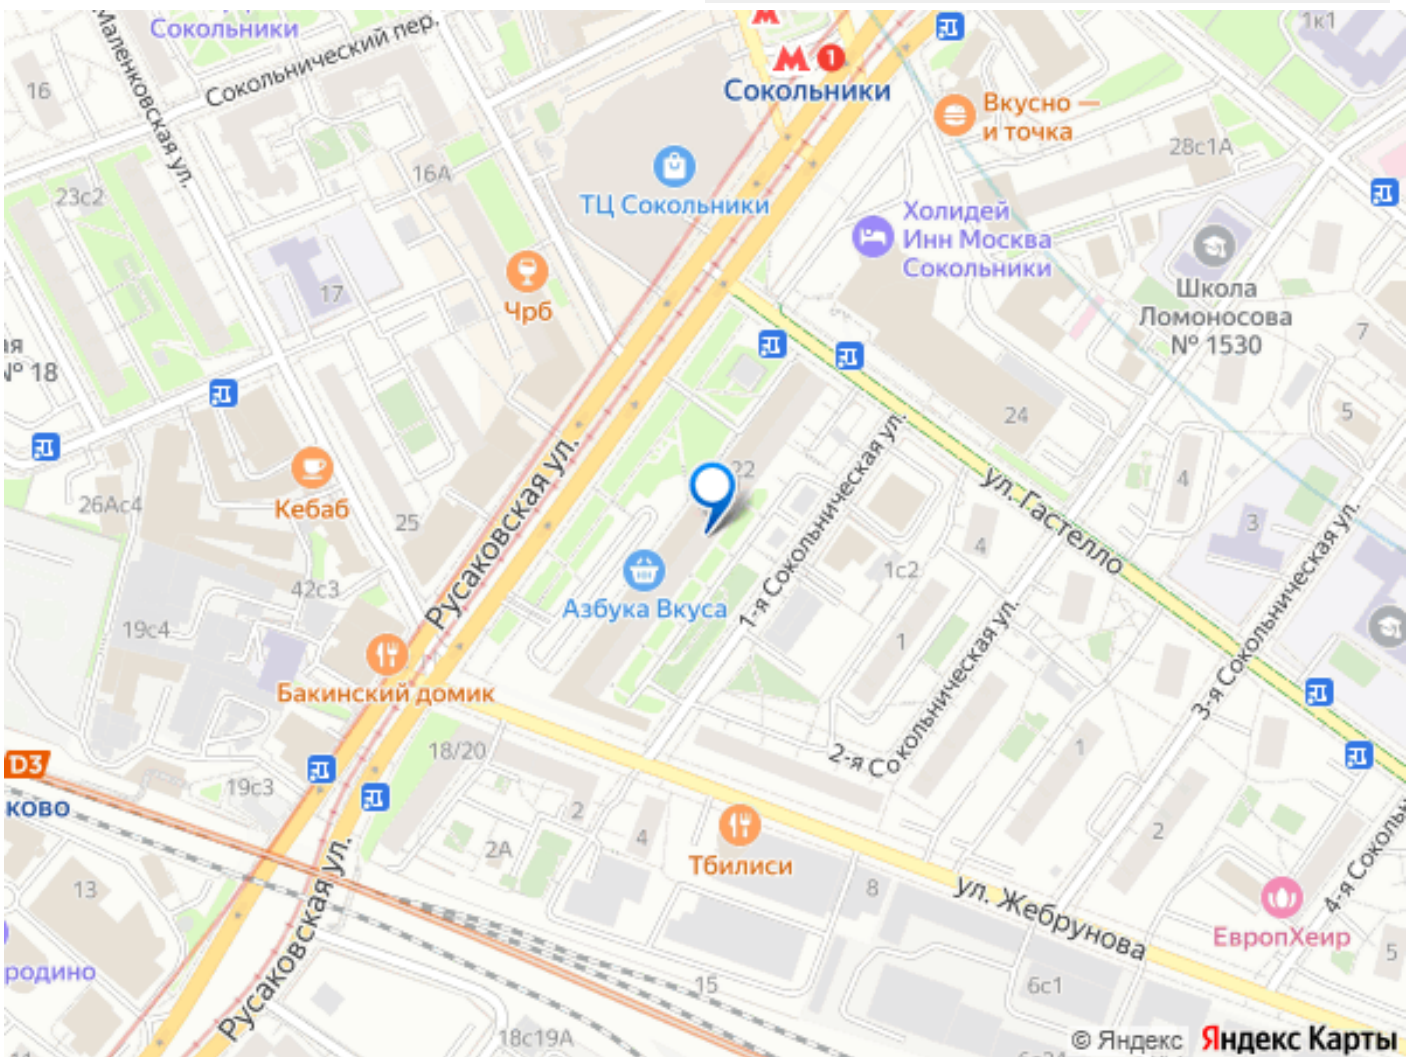 Сокольники
1к1
Маленковская ул.
Сокольнический пер.
16
1
Сокольники
Вкусно —
и точка
28с1А
16А
23с2
ТЦ Сокольники
Холидей
Инн Москва
Сокольники
17
Чрб
Школа
Ломоносова
№ 1530
7
ая
№ 18
24
5
22
4
26Ас4
Кебаб
25
Русаковская ул.
1-я Сокольническая ул.
ул. Гастелло
3
4
1с2
42с3
Азбука Вкуса
19с4
1
2-я Сокольническая ул.
3-я Сокольническая ул.
Бакинский домик
18/20
1
D3
19с3
ково
2
4
2А
2
Тбилиси
8
13
ул. Жебрунова
4-я Соколь
ЕвропХеир
5
родино
Русаковская ул.
15
6с1
18с19А
© Яндекс Яндекс Карты